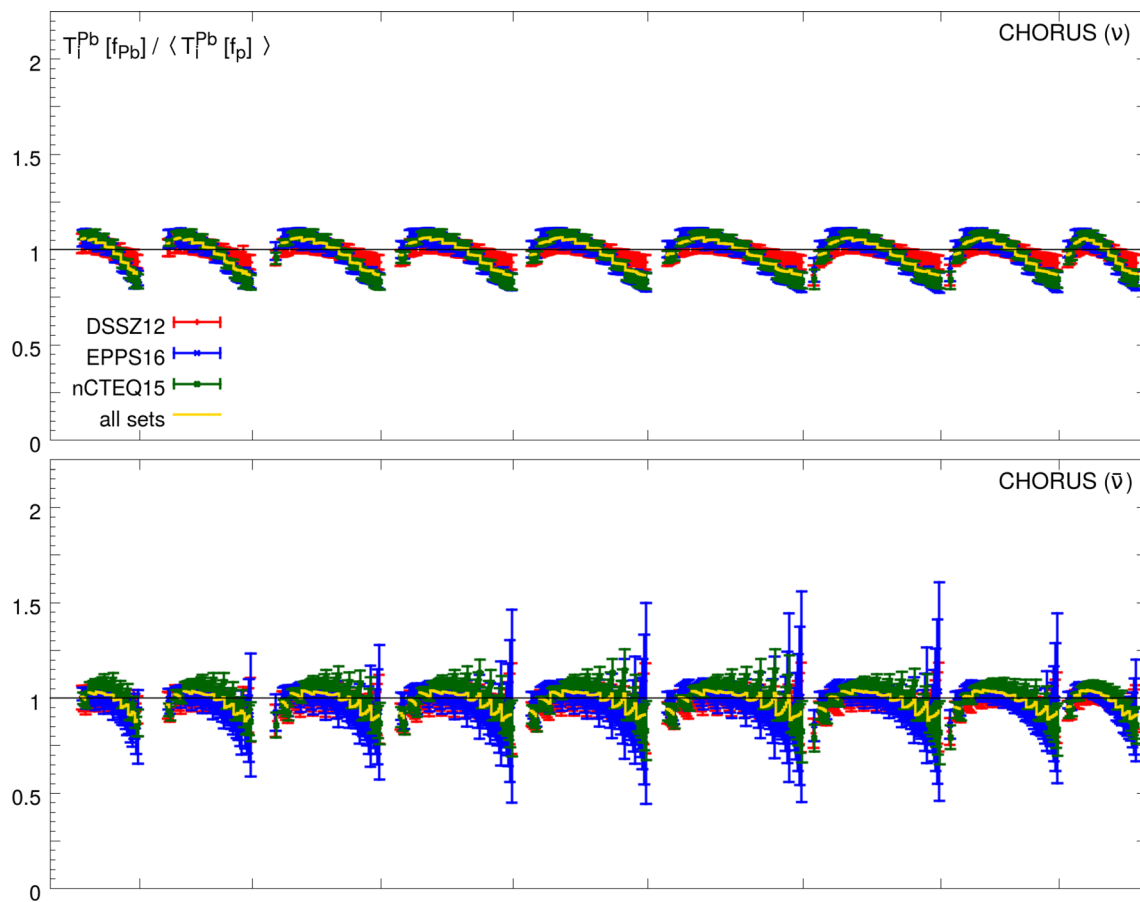 T_i^Pb [f_Pb] / ⟨ T_i^Pb [f_p] ⟩
CHORUS (ν)
2
1.5
1
0.5
0
DSSZ12
EPPS16
nCTEQ15
all sets
CHORUS (ν̄)
2
1.5
1
0.5
0